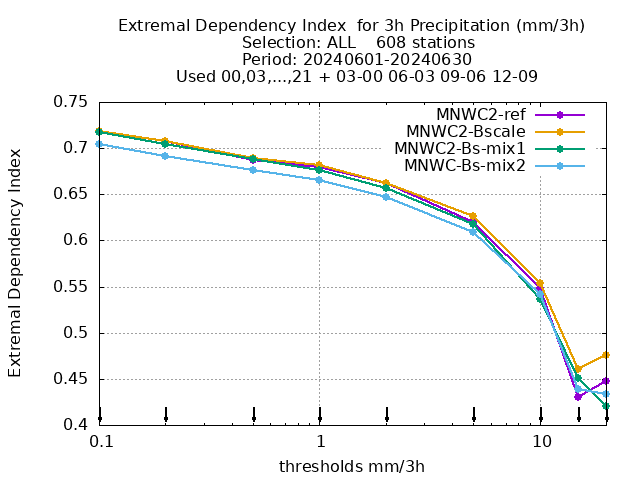 Extremal Dependency Index  for 3h Precipitation (mm/3h)
Selection: ALL    608 stations
Period: 20240601-20240630
Used 00,03,...,21 + 03-00 06-03 09-06 12-09
MNWC2-ref
MNWC2-Bscale
MNWC2-Bs-mix1
MNWC-Bs-mix2
Extremal Dependency Index
0.75
0.7
0.65
0.6
0.55
0.5
0.45
0.4
0.1
1
10
thresholds mm/3h